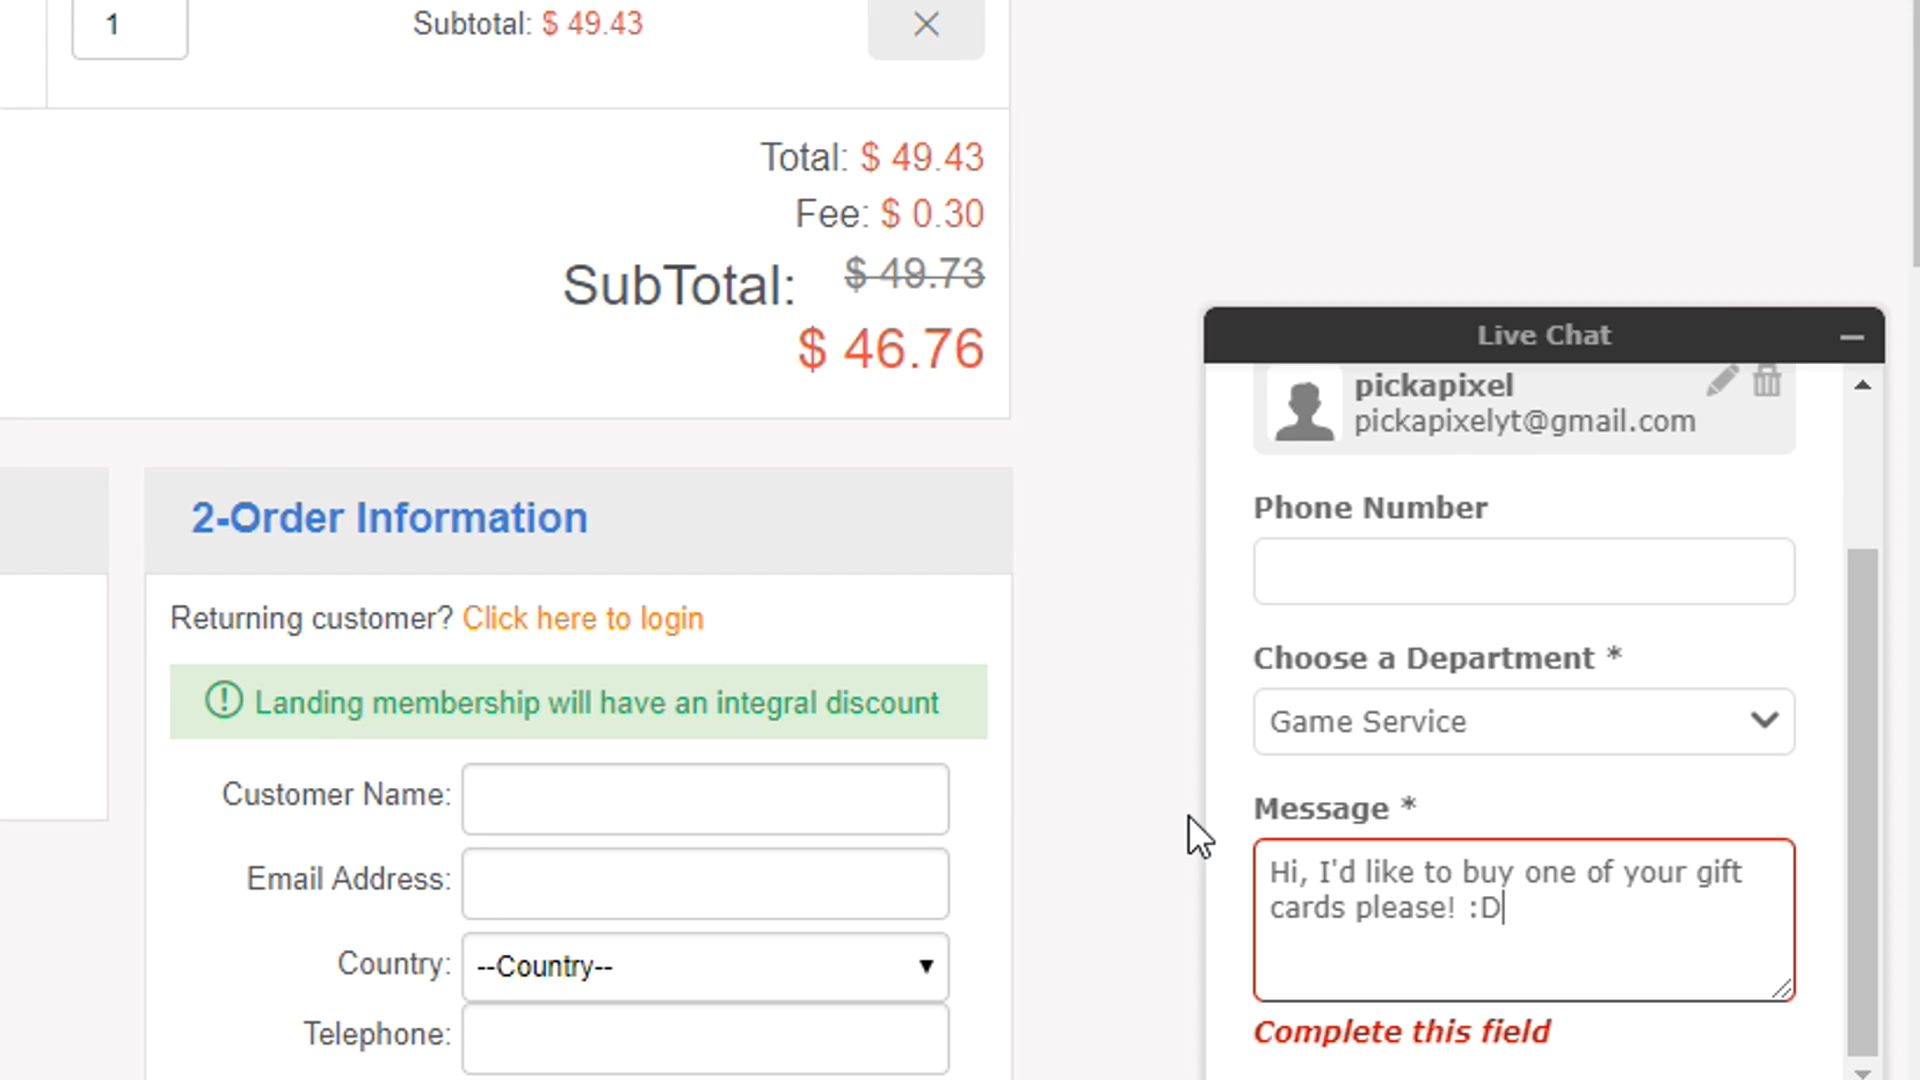 1
Subtotal: $ 49.43
Total: $ 49.43
Fee: $ 0.30
SubTotal: $ 49.73
$ 46.76
2-Order Information
Returning customer? Click here to login
Landing membership will have an integral discount
Customer Name:
Email Address:
Country: --Country--
Telephone:
Live Chat
pickapixel
pickapixelyt@gmail.com
Phone Number
Choose a Department *
Game Service
Message *
Hi, I'd like to buy one of your gift
cards please! :D
Complete this field